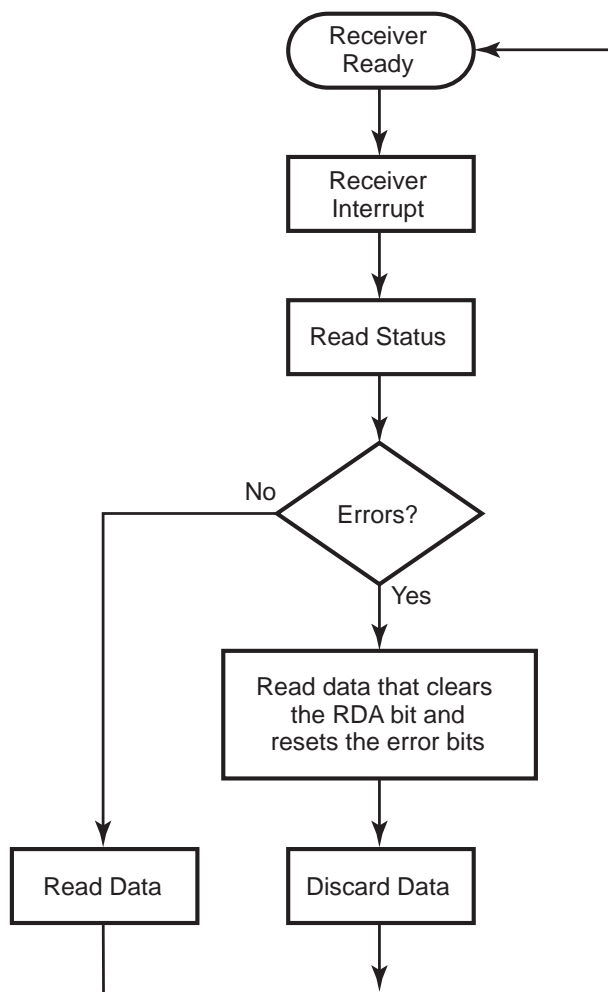 Receiver
Ready
Receiver
Interrupt
Read Status
Errors?
No
Yes
Read data that clears
the RDA bit and
resets the error bits
Read Data
Discard Data